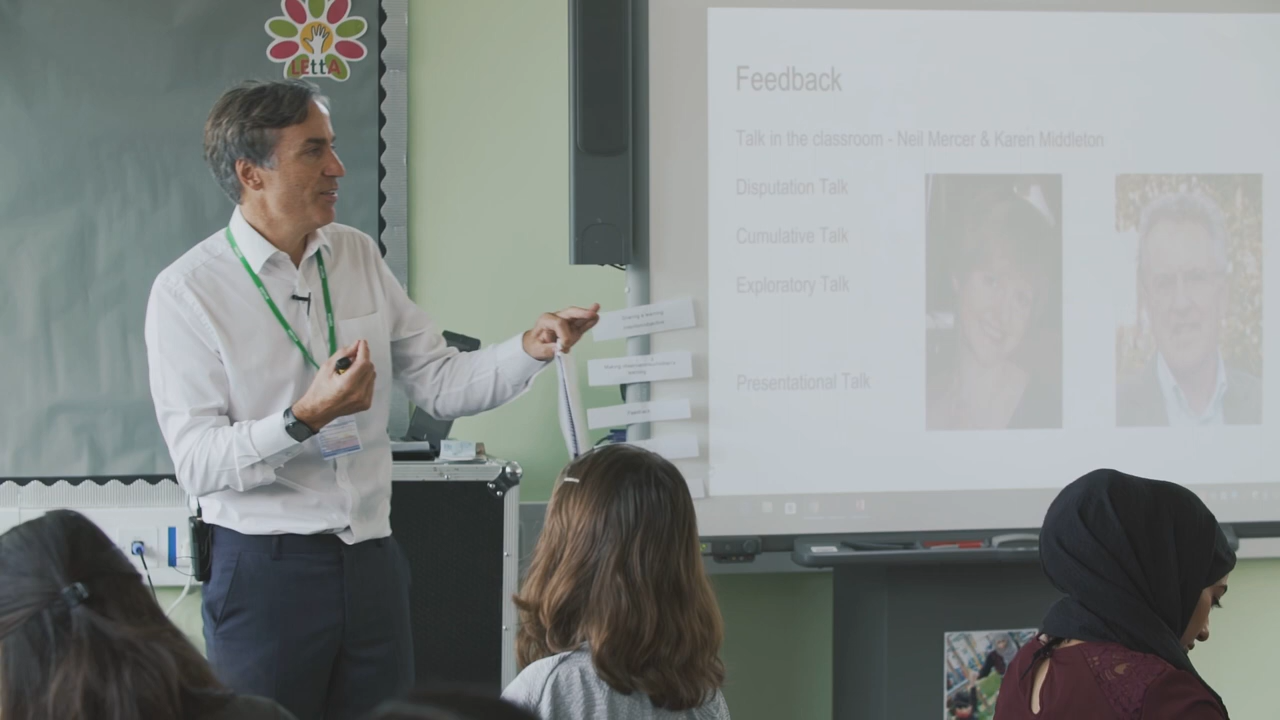 LEttA
Feedback
Talk in the classroom - Neil Mercer & Karen Middleton
Disputation Talk
Cumulative Talk
Exploratory Talk
Presentational Talk